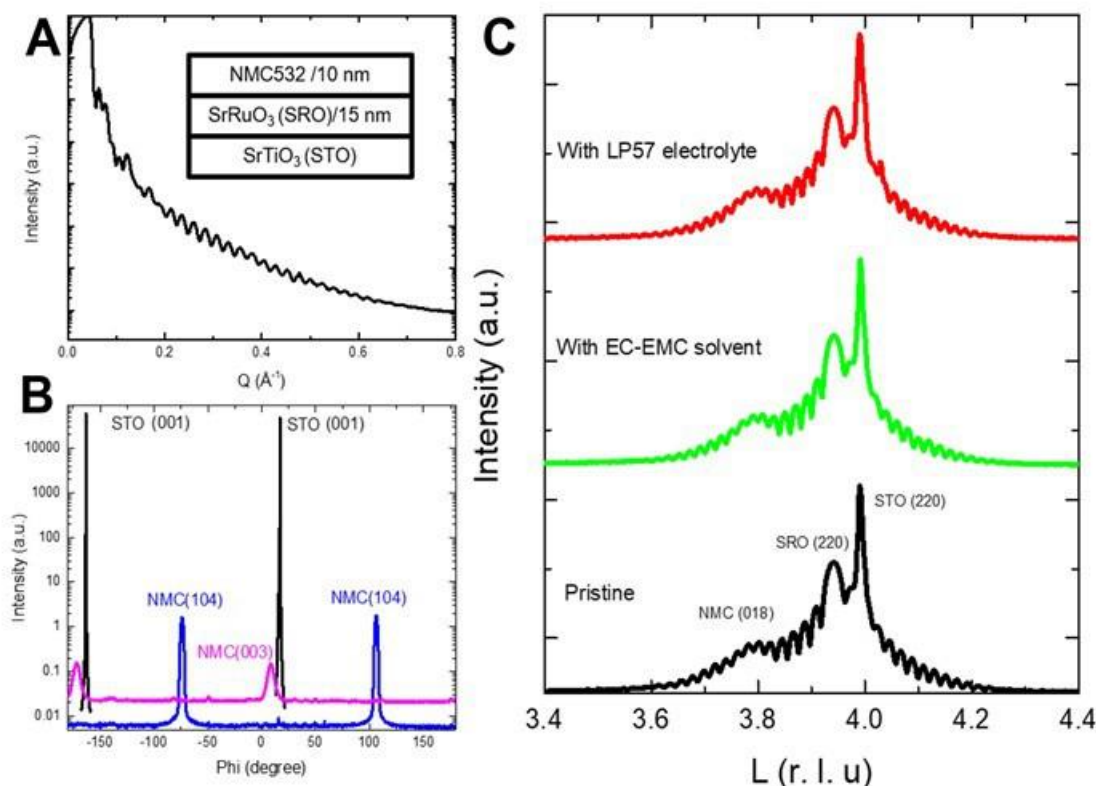 A
NMC532 /10 nm
SrRuO₃ (SRO)/15 nm
SrTiO₃ (STO)
Intensity (a.u.)
0.0 0.2 0.4 0.6 0.8
Q (Å⁻¹)
B
STO (001) STO (001)
NMC(104) NMC(104)
NMC(003)
Intensity (a.u.)
10000
1000
100
10
1
0.1
0.01
-150 -100 -50 0 50 100 150
Phi (degree)
C
With LP57 electrolyte
With EC-EMC solvent
Intensity (a.u.)
STO (220)
SRO (220)
NMC (018)
Pristine
3.4 3.6 3.8 4.0 4.2 4.4
L (r. l. u)